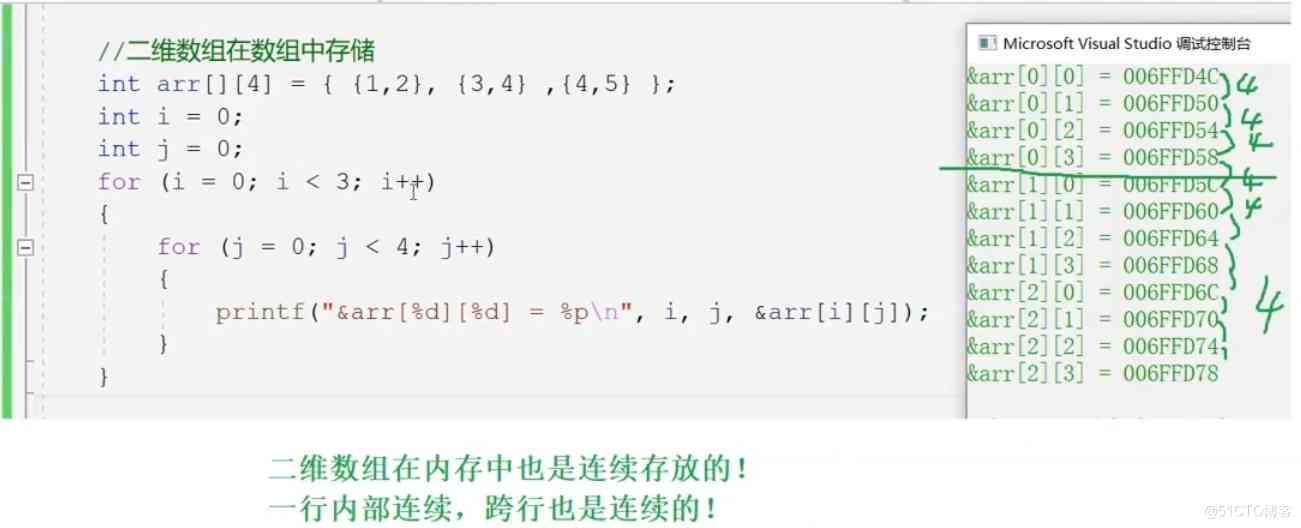 //二维数组在数组中存储
int arr[][4] = { {1,2}, {3,4} ,{4,5} };
int i = 0;
int j = 0;
for (i = 0; i < 3; i++)
{
for (j = 0; j < 4; j++)
{
printf("&arr[%d][%d] = %p\n", i, j, &arr[i][j]);
}
}
Microsoft Visual Studio 调试控制台
&arr[0][0] = 006FFD4C
4
&arr[0][1] = 006FFD50
4
&arr[0][2] = 006FFD54
4
&arr[0][3] = 006FFD58
4
&arr[1][0] = 006FFD5C
4
&arr[1][1] = 006FFD60
&arr[1][2] = 006FFD64
&arr[1][3] = 006FFD68
&arr[2][0] = 006FFD6C
4
&arr[2][1] = 006FFD70
&arr[2][2] = 006FFD74
&arr[2][3] = 006FFD78
二维数组在内存中也是连续存放的！
一行内部连续，跨行也是连续的！
@51CTO博客